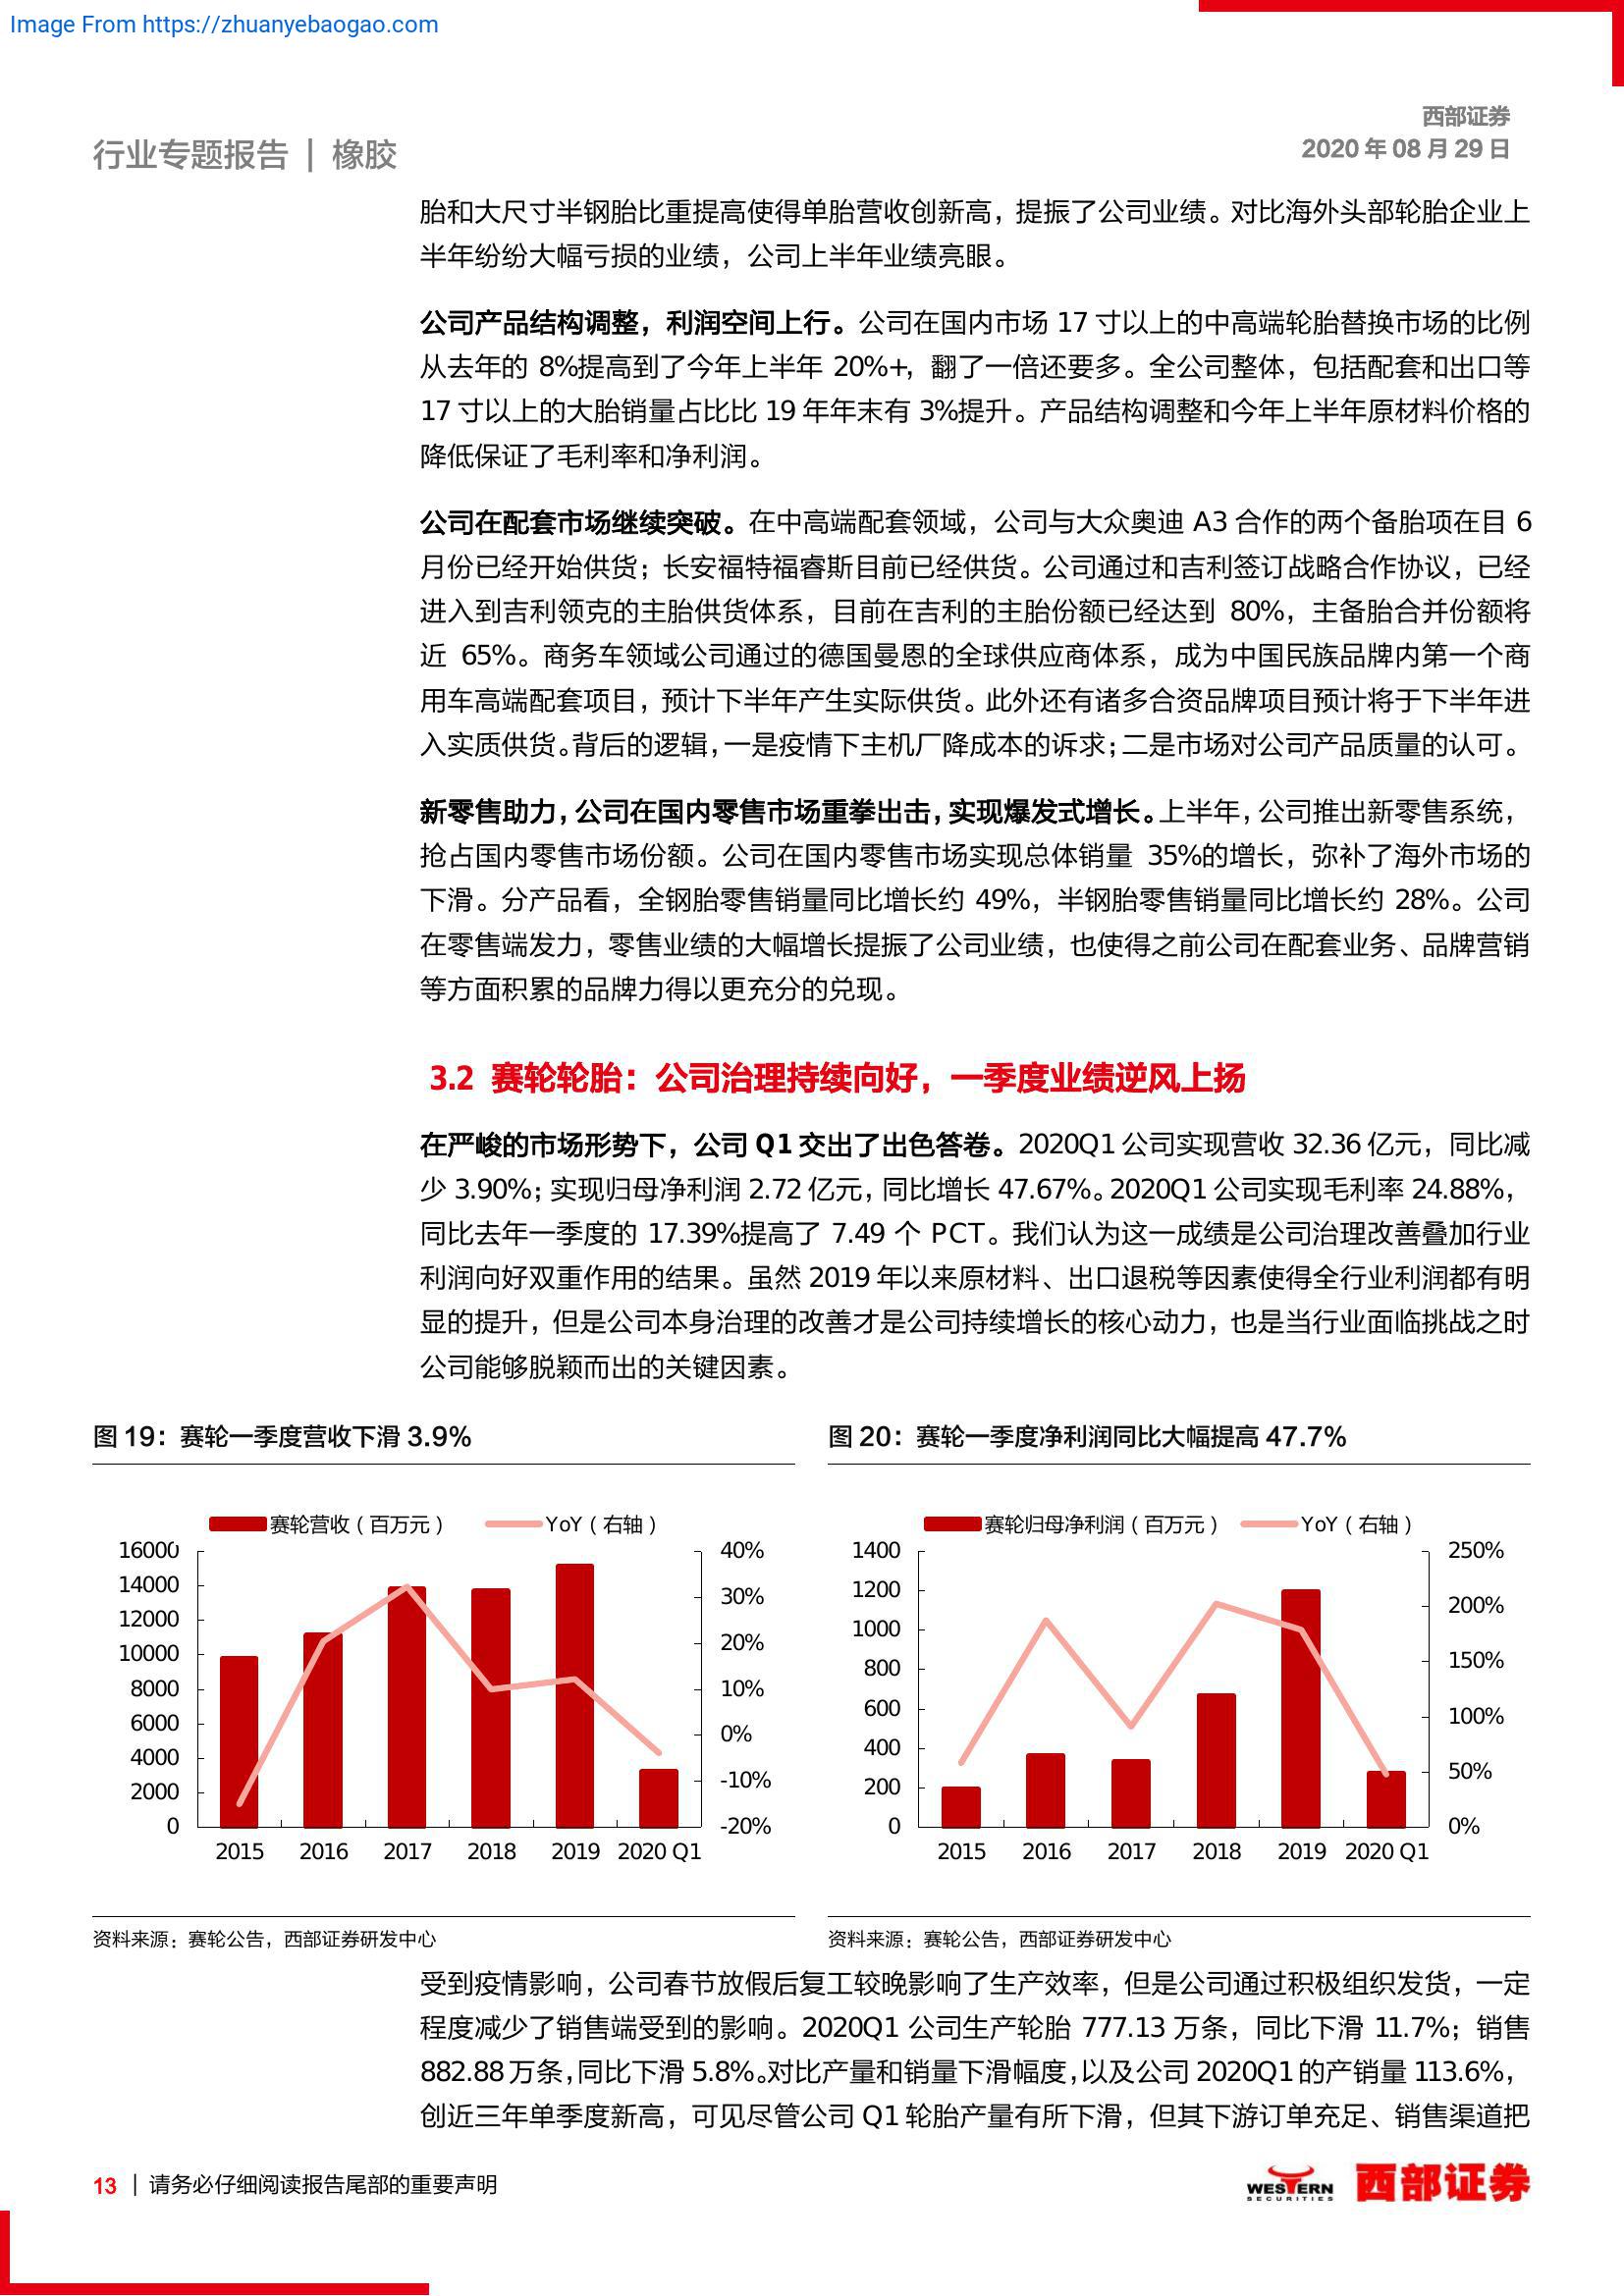 Image From https://zhuanyebaogao.com
西部证券
行业专题报告 | 橡胶
2020 年 08 月 29 日
胎和大尺寸半钢胎比重提高使得单胎营收创新高，提振了公司业绩。对比海外头部轮胎企业上
半年纷纷大幅亏损的业绩，公司上半年业绩亮眼。
公司产品结构调整，利润空间上行。公司在国内市场 17 寸以上的中高端轮胎替换市场的比例
从去年的 8%提高到了今年上半年 20%+，翻了一倍还要多。全公司整体，包括配套和出口等
17 寸以上的大胎销量占比比 19 年年末有 3%提升。产品结构调整和今年上半年原材料价格的
降低保证了毛利率和净利润。
公司在配套市场继续突破。在中高端配套领域，公司与大众奥迪 A3 合作的两个备胎项在目 6
月份已经开始供货；长安福特福睿斯目前已经供货。公司通过和吉利签订战略合作协议，已经
进入到吉利领克的主胎供货体系，目前在吉利的主胎份额已经达到 80%，主备胎合并份额将
近 65%。商务车领域公司通过的德国曼恩的全球供应商体系，成为中国民族品牌内第一个商
用车高端配套项目，预计下半年产生实际供货。此外还有诸多合资品牌项目预计将于下半年进
入实质供货。背后的逻辑，一是疫情下主机厂降成本的诉求；二是市场对公司产品质量的认可。
新零售助力，公司在国内零售市场重拳出击，实现爆发式增长。上半年，公司推出新零售系统，
抢占国内零售市场份额。公司在国内零售市场实现总体销量 35%的增长，弥补了海外市场的
下滑。分产品看，全钢胎零售销量同比增长约 49%，半钢胎零售销量同比增长约 28%。公司
在零售端发力，零售业绩的大幅增长提振了公司业绩，也使得之前公司在配套业务、品牌营销
等方面积累的品牌力得以更充分的兑现。
3.2 赛轮轮胎：公司治理持续向好，一季度业绩逆风上扬
在严峻的市场形势下，公司 Q1 交出了出色答卷。2020Q1 公司实现营收 32.36 亿元，同比减
少 3.90%；实现归母净利润 2.72 亿元，同比增长 47.67%。2020Q1 公司实现毛利率 24.88%，
同比去年一季度的 17.39%提高了 7.49 个 PCT。我们认为这一成绩是公司治理改善叠加行业
利润向好双重作用的结果。虽然 2019 年以来原材料、出口退税等因素使得全行业利润都有明
显的提升，但是公司本身治理的改善才是公司持续增长的核心动力，也是当行业面临挑战之时
公司能够脱颖而出的关键因素。
图 19：赛轮一季度营收下滑 3.9%
赛轮营收（百万元） YoY（右轴）
16000 40%
14000 30%
12000 20%
10000 10%
8000 0%
6000 -10%
4000 -20%
2000
0
2015 2016 2017 2018 2019 2020 Q1
资料来源：赛轮公告，西部证券研发中心
图 20：赛轮一季度净利润同比大幅提高 47.7%
赛轮归母净利润（百万元） YoY（右轴）
1400 250%
1200 200%
1000 150%
800 100%
600 50%
400 0%
200
0
2015 2016 2017 2018 2019 2020 Q1
资料来源：赛轮公告，西部证券研发中心
受到疫情影响，公司春节放假后复工较晚影响了生产效率，但是公司通过积极组织发货，一定
程度减少了销售端受到的影响。2020Q1 公司生产轮胎 777.13 万条，同比下滑 11.7%；销售
882.88 万条，同比下滑 5.8%。对比产量和销量下滑幅度，以及公司 2020Q1 的产销量 113.6%，
创近三年单季度新高，可见尽管公司 Q1 轮胎产量有所下滑，但其下游订单充足、销售渠道把
13 | 请务必仔细阅读报告尾部的重要声明
WESTERN
SECURITIES
西部证券